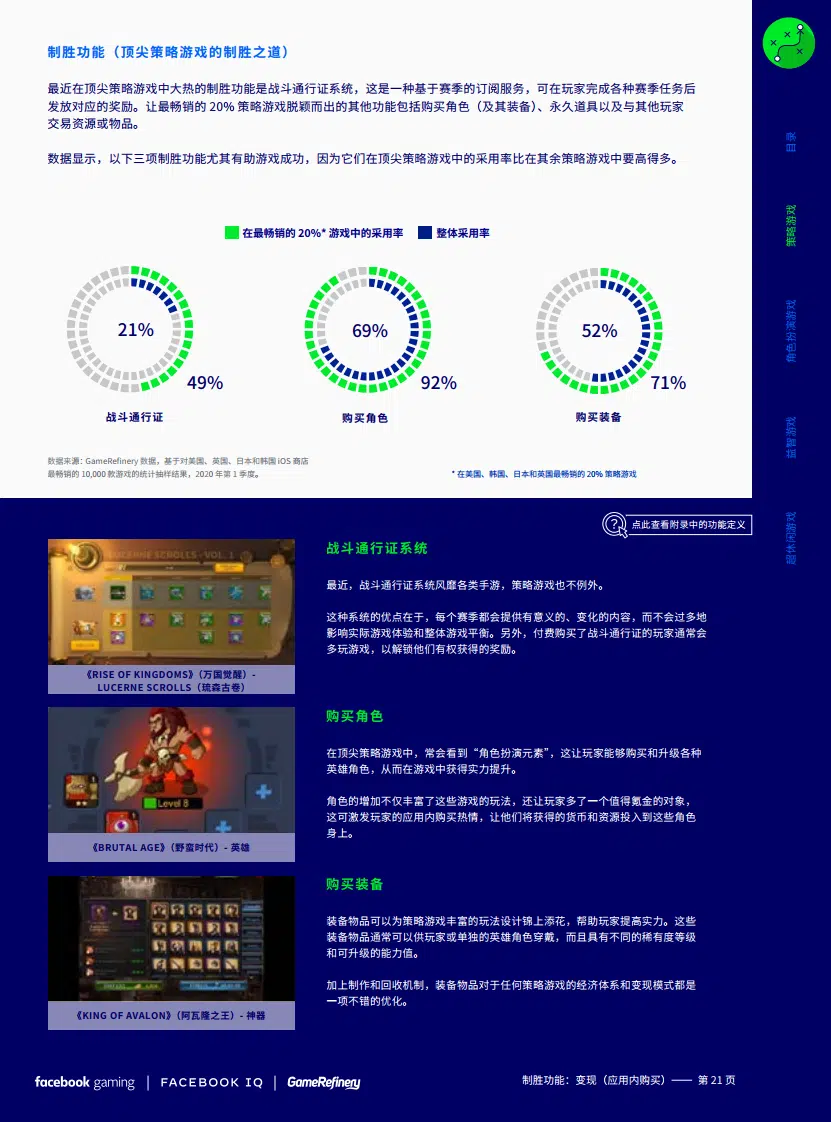 制胜功能（顶尖策略游戏的制胜之道）
最近在顶尖策略游戏中大热的制胜功能是战斗通行证系统，这是一种基于赛季的订阅服务，可在玩家完成各种赛季任务后
发放对应的奖励。让最畅销的 20% 策略游戏脱颖而出的其他功能包括购买角色（及其装备）、永久道具以及与其他玩家
交易资源或物品。
数据显示，以下三项制胜功能尤其有助游戏成功，因为它们在顶尖策略游戏中的采用率比在其余策略游戏中要高得多。
在最畅销的 20%* 游戏中的采用率 整体采用率
21%
49%
战斗通行证
69%
92%
购买角色
52%
71%
购买装备
数据来源：GameRefinery 数据，基于对美国、英国、日本和韩国 iOS 商店
最畅销的 10,000 款游戏的统计抽样结果，2020 年第 1 季度。
* 在美国、韩国、日本和英国最畅销的 20% 策略游戏
目录
策略游戏
角色扮演游戏
益智游戏
超休闲游戏
? 点此查看附录中的功能定义
LUCERNE SCROLLS - VOL. 1
《RISE OF KINGDOMS》（万国觉醒）-
LUCERNE SCROLLS（琉森古卷）
战斗通行证系统
最近，战斗通行证系统风靡各类手游，策略游戏也不例外。
这种系统的优点在于，每个赛季都会提供有意义的、变化的内容，而不会过多地
影响实际游戏体验和整体游戏平衡。另外，付费购买了战斗通行证的玩家通常会
多玩游戏，以解锁他们有权获得的奖励。
Level 8
《BRUTAL AGE》（野蛮时代）- 英雄
购买角色
在顶尖策略游戏中，常会看到“角色扮演元素”，这让玩家能够购买和升级各种
英雄角色，从而在游戏中获得实力提升。
角色的增加不仅丰富了这些游戏的玩法，还让玩家多了一个值得氪金的对象，
这可激发玩家的应用内购买热情，让他们将获得的货币和资源投入到这些角色
身上。
《KING OF AVALON》（阿瓦隆之王）- 神器
购买装备
装备物品可以为策略游戏丰富的玩法设计锦上添花，帮助玩家提高实力。这些
装备物品通常可以供玩家或单独的英雄角色穿戴，而且具有不同的稀有度等级
和可升级的能力值。
加上制作和回收机制，装备物品对于任何策略游戏的经济体系和变现模式都是
一项不错的优化。
facebook gaming | FACEBOOK IQ | GameRefinery
制胜功能：变现（应用内购买）—— 第 21 页